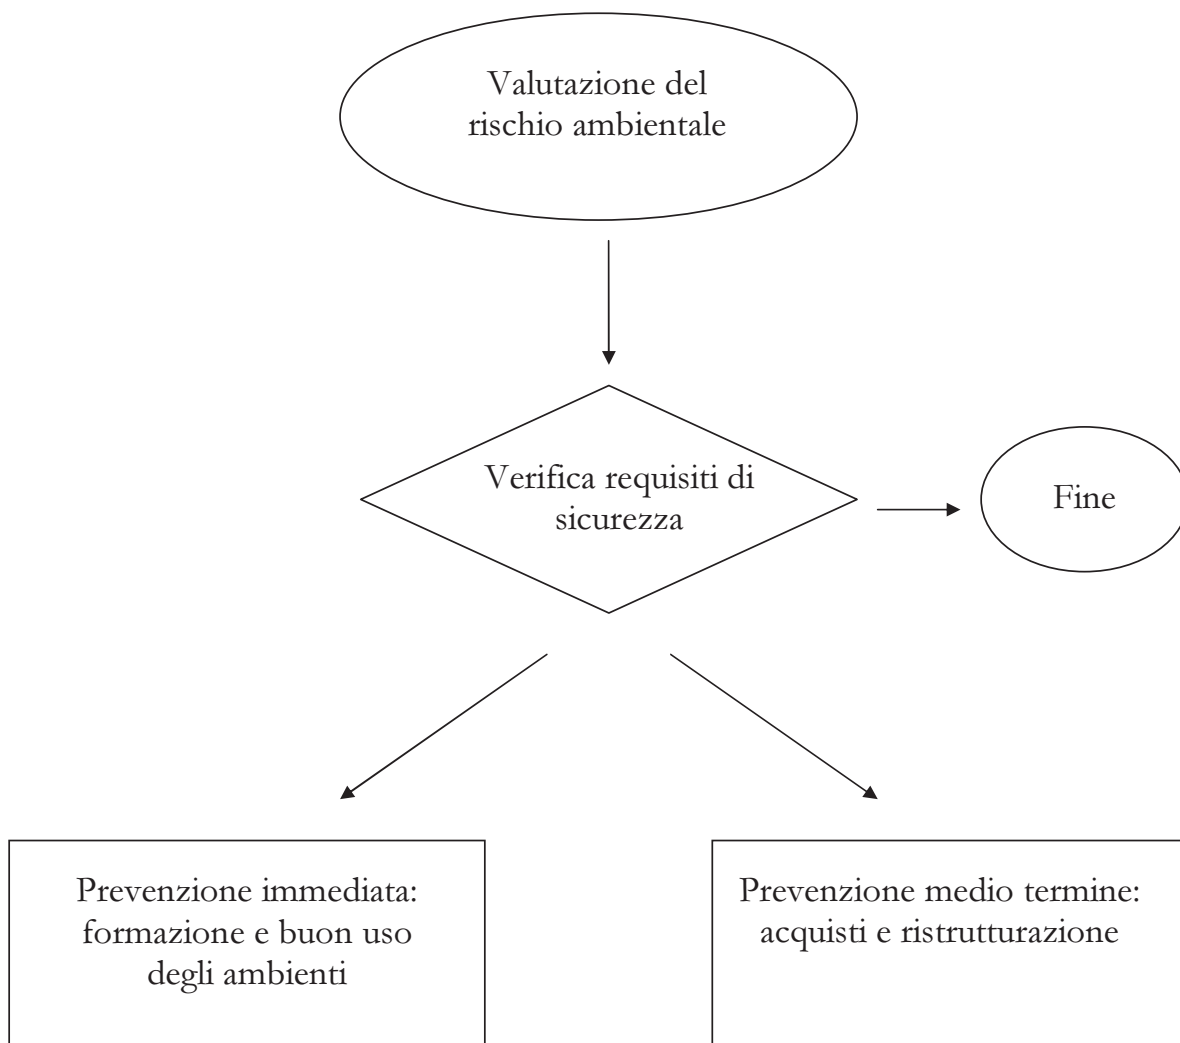 Valutazione del
rischio ambientale
Verifica requisiti di
sicurezza
Fine
Prevenzione immediata:
formazione e buon uso
degli ambienti
Prevenzione medio termine:
acquisti e ristrutturazione